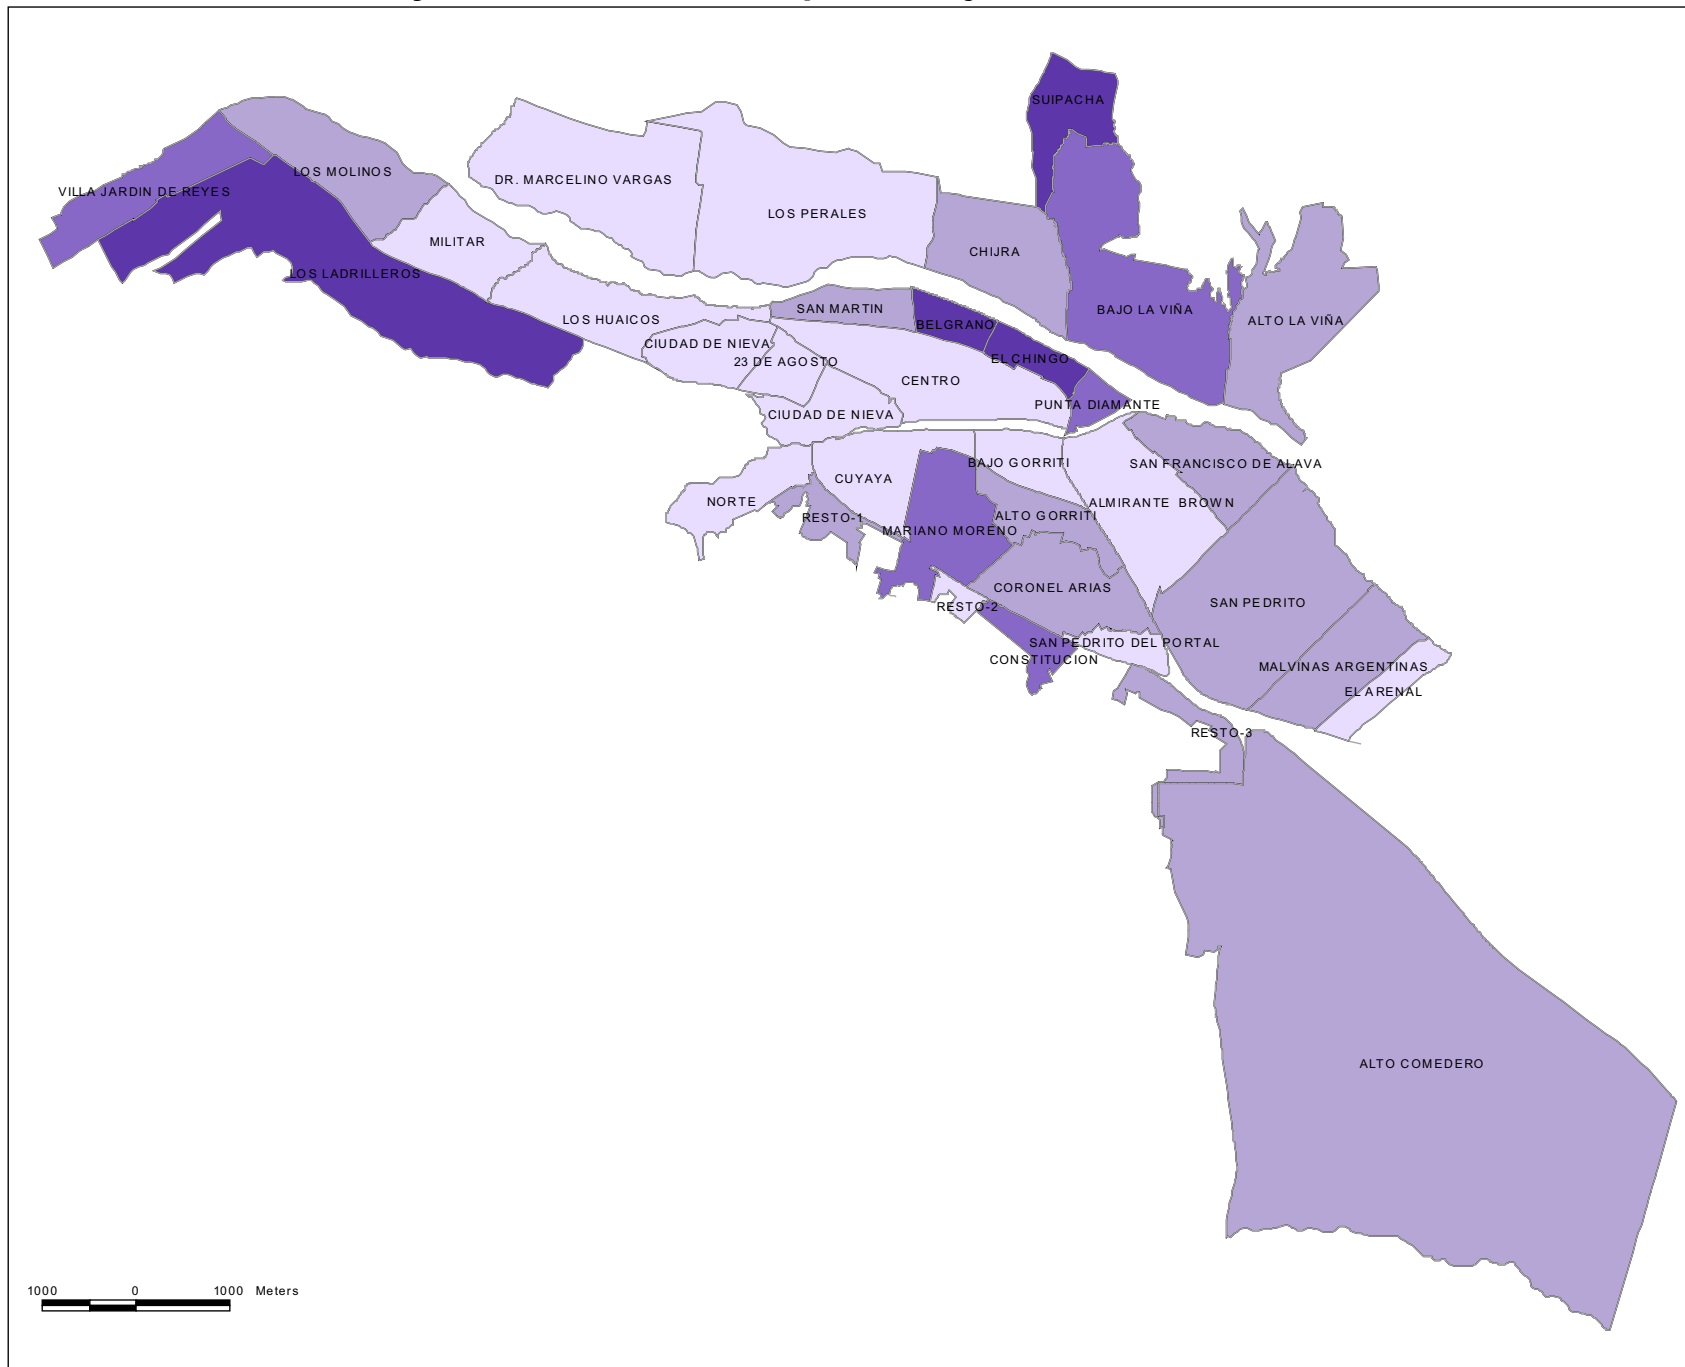 SUIPACHA
LOS MOLINOS
VILLA JARDIN DE REYES
DR. MARCELINO VARGAS
LOS PERALES
MILITAR
CHIJRA
LOS LADRILLEROS
SAN MARTIN
BAJO LA VIÑA
LOS HUAICOS
ALTO LA VIÑA
BELGRANO
CIUDAD DE NIEVA
EL CHINGO
23 DE AGOSTO
CENTRO
PUNTA DIAMANTE
CIUDAD DE NIEVA
BAJO GORRITI
SAN FRANCISCO DE ALAVA
CUYAYA
NORTE
ALMIRANTE BROWN
RESTO-1
ALTO GORRITI
MARIANO MORENO
CORONEL ARIAS
SAN PEDRITO
RESTO-2
SAN PEDRITO DEL PORTAL
CONSTITUCION
MALVINAS ARGENTINAS
EL ARENAL
RESTO-3
ALTO COMEDERO
1000 0 1000 Meters